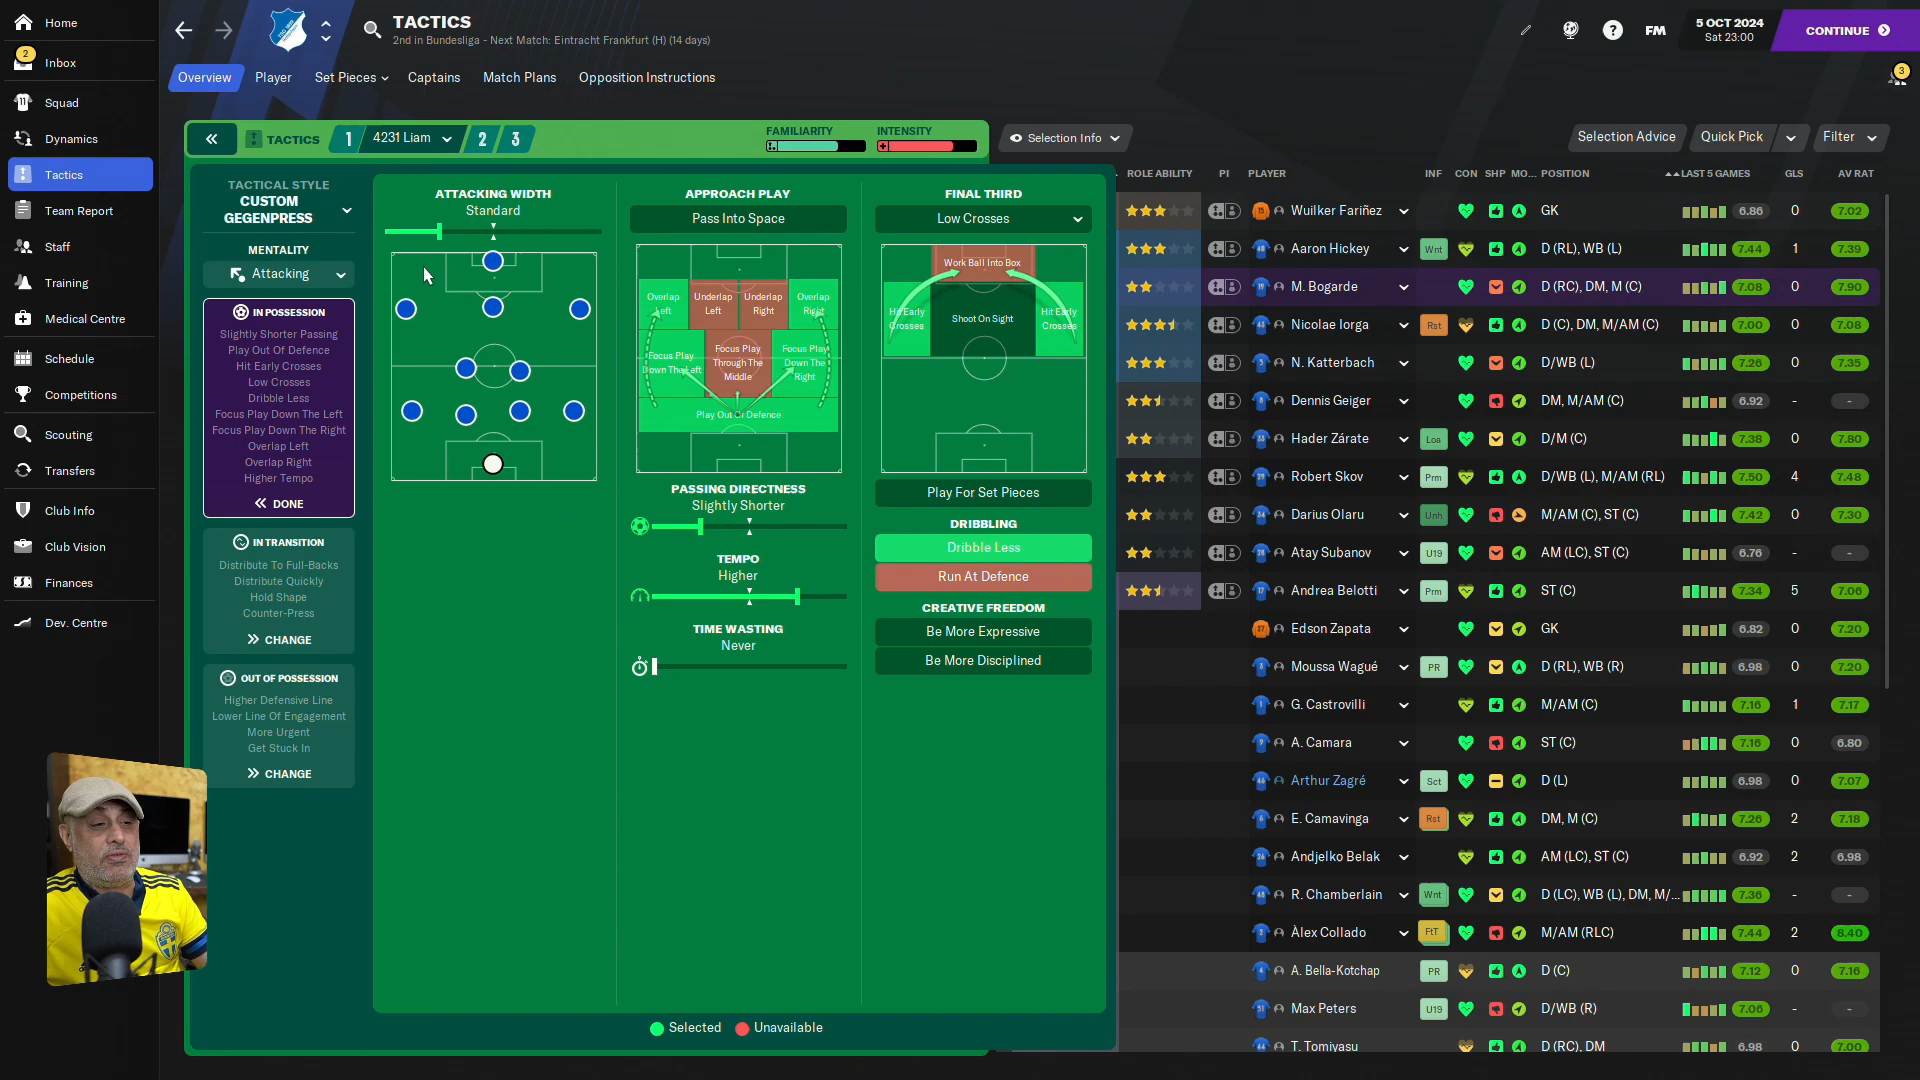 Home
2
Inbox
Squad
Dynamics
Tactics
Team Report
Staff
Training
Medical Centre
Schedule
Competitions
Scouting
Transfers
Club Info
Club Vision
Finances
Dev. Centre
TACTICS
2nd in Bundesliga - Next Match: Eintracht Frankfurt (H) (14 days)
FM
5 OCT 2024
Sat 23:00
CONTINUE
3
Overview
Player
Set Pieces
Captains
Match Plans
Opposition Instructions
TACTICS
1
4231 Liam
2
3
FAMILIARITY
INTENSITY
Selection Info
Selection Advice
Quick Pick
Filter
TACTICAL STYLE
CUSTOM
GEGENPRESS
MENTALITY
Attacking
IN POSSESSION
Slightly Shorter Passing
Play Out Of Defence
Hit Early Crosses
Low Crosses
Dribble Less
Focus Play Down The Left
Focus Play Down The Right
Overlap Left
Overlap Right
Higher Tempo
DONE
IN TRANSITION
Distribute To Full-Backs
Distribute Quickly
Hold Shape
Counter-Press
CHANGE
OUT OF POSSESSION
Higher Defensive Line
Lower Line Of Engagement
More Urgent
Get Stuck In
CHANGE
ATTACKING WIDTH
Standard
APPROACH PLAY
Pass Into Space
Overlap Left
Underlap Left
Underlap Right
Overlap Right
Focus Play Down The Left
Focus Play Through The Middle
Focus Play Down The Right
Play Out Of Defence
PASSING DIRECTNESS
Slightly Shorter
TEMPO
Higher
TIME WASTING
Never
FINAL THIRD
Low Crosses
Work Ball Into Box
Hit Early Crosses
Shoot On Sight
Hit Early Crosses
Play For Set Pieces
DRIBBLING
Dribble Less
Run At Defence
CREATIVE FREEDOM
Be More Expressive
Be More Disciplined
Selected
Unavailable
ROLE ABILITY PI PLAYER INF CON SHP MO... POSITION LAST 5 GAMES GLS AV RAT
Wuilker Fariñez GK 6.86 0 7.02
Aaron Hickey Wnt D (RL), WB (L) 7.44 1 7.39
M. Bogarde D (RC), DM, M (C) 7.08 0 7.90
Nicolae Iorga Rst D (C), DM, M/AM (C) 7.00 0 7.08
N. Katterbach D/WB (L) 7.26 0 7.35
Dennis Geiger DM, M/AM (C) 6.92 - -
Hader Zárate Loa D/M (C) 7.38 0 7.80
Robert Skov Prm D/WB (L), M/AM (RL) 7.50 4 7.48
Darius Olaru Unh M/AM (C), ST (C) 7.42 0 7.30
Atay Subanov U19 AM (LC), ST (C) 6.76 - -
Andrea Belotti Prm ST (C) 7.34 5 7.06
Edson Zapata GK 6.82 0 7.20
Moussa Wagué PR D (RL), WB (R) 6.98 0 7.20
G. Castrovilli M/AM (C) 7.16 1 7.17
A. Camara ST (C) 7.16 0 6.80
Arthur Zagré Sct D (L) 6.98 0 7.07
E. Camavinga Rst DM, M (C) 7.26 2 7.18
Andjelko Belak AM (LC), ST (C) 6.92 2 6.98
R. Chamberlain Wnt D (LC), WB (L), DM, M/... 7.36 - -
Àlex Collado FtT M/AM (RLC) 7.44 2 8.40
A. Bella-Kotchap PR D (C) 7.12 0 7.16
Max Peters U19 D/WB (R) 7.06 - -
T. Tomiyasu D (RC), DM 6.98 0 7.00